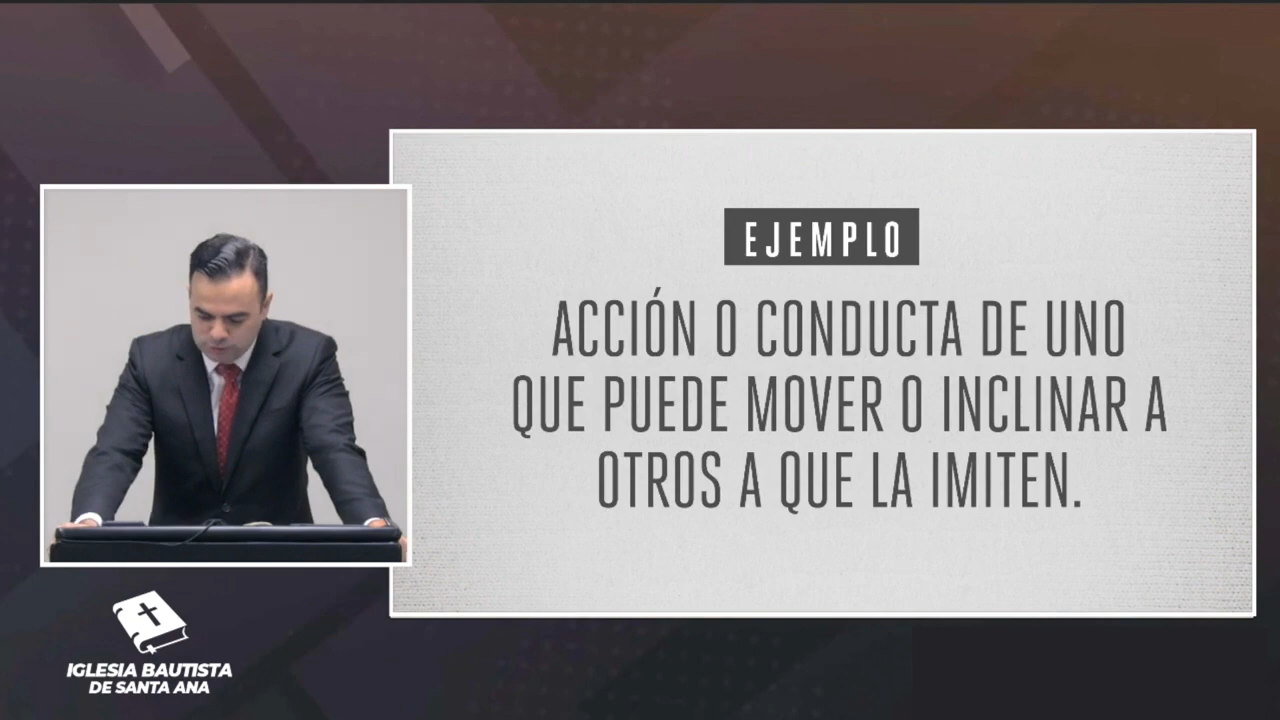 EJEMPLO
ACCIÓN O CONDUCTA DE UNO
QUE PUEDE MOVER O INCLINAR A
OTROS A QUE LA IMITEN.
IGLESIA BAUTISTA
DE SANTA ANA